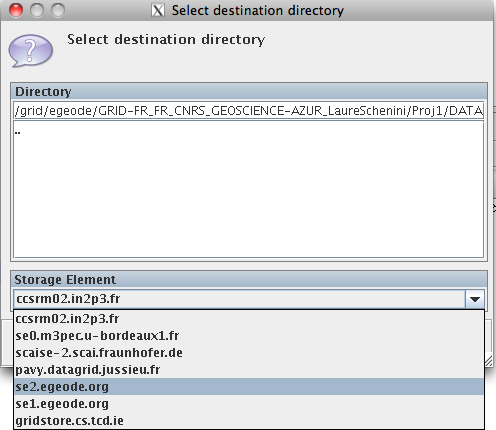 Select destination directory
?
Select destination directory
Directory
/grid/egeode/GRID-FR_FR_CNRS_GEOSCIENCE-AZUR_LaureSchenini/Proj1/DATA
..
Storage Element
ccsrm02.in2p3.fr
ccsrm02.in2p3.fr
se0.m3pec.u-bordeaux1.fr
scaise-2.scai.fraunhofer.de
pavy.datagrid.jussieu.fr
se2.egeode.org
se1.egeode.org
gridstore.cs.tcd.ie